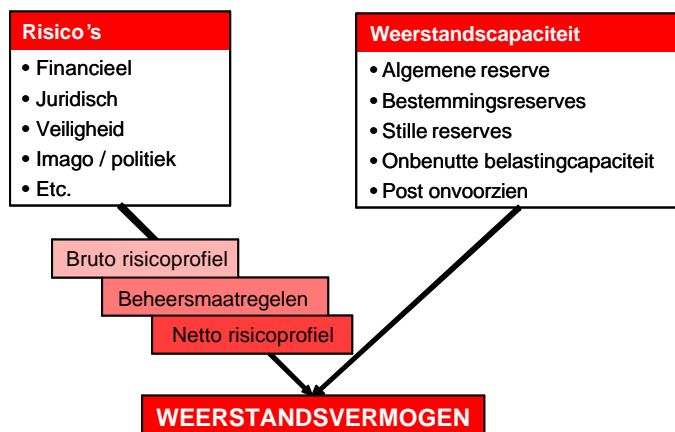 Risico's
• Financieel
• Juridisch
• Veiligheid
• Imago / politiek
• Etc.
Weerstandscapaciteit
• Algemene reserve
• Bestemmingsreserves
• Stille reserves
• Onbenutte belastingcapaciteit
• Post onvoorzien
Bruto risicoprofiel
Beheersmaatregelen
Netto risicoprofiel
WEERSTANDSVERMOGEN